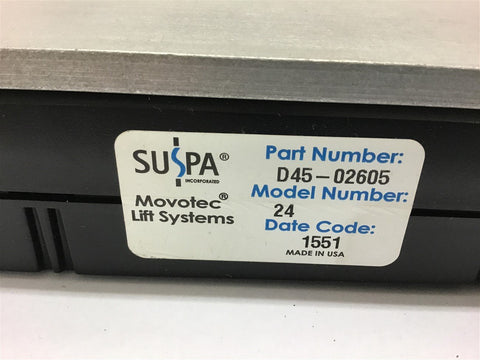 SUSPA®
INCORPORATED
Movotec®
Lift Systems
Part Number:
D45-02605
Model Number:
24
Date Code:
1551
MADE IN USA